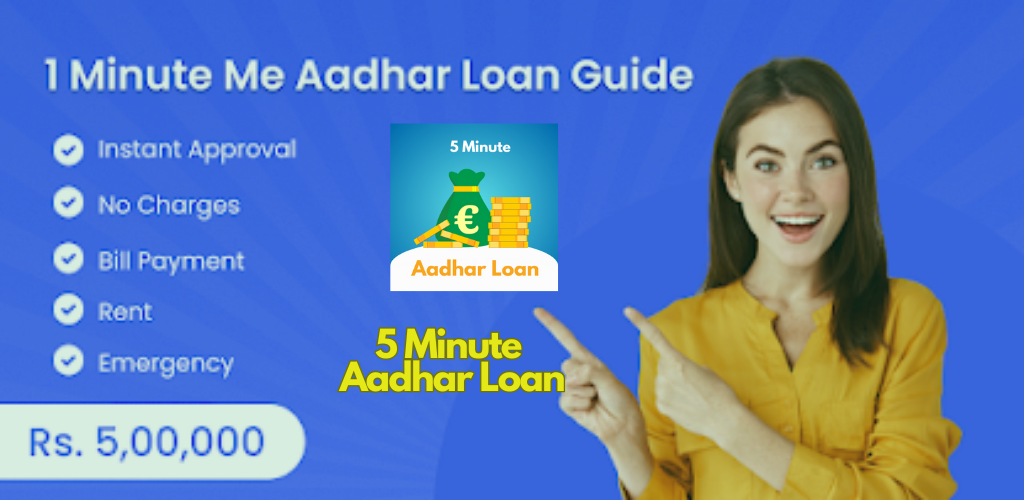 1 Minute Me Aadhar Loan Guide
Instant Approval
No Charges
Bill Payment
Rent
Emergency
Rs. 5,00,000
5 Minute
€
Aadhar Loan
5 Minute
Aadhar Loan